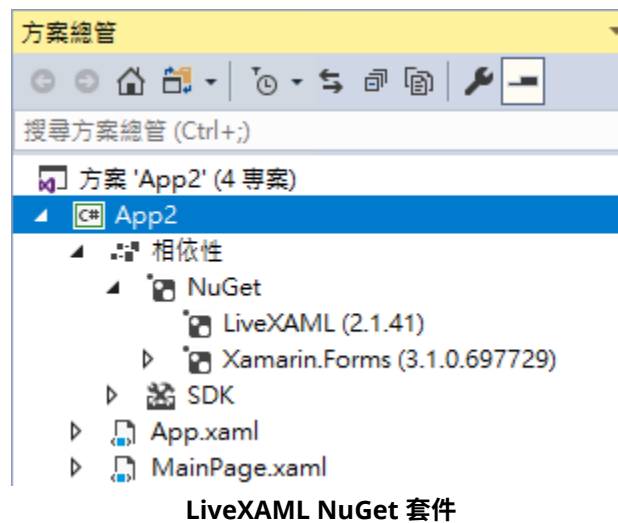 方案總管
搜尋方案總管 (Ctrl+;)
方案 'App2' (4 專案)
C# App2
相依性
NuGet
LiveXAML (2.1.41)
Xamarin.Forms (3.1.0.697729)
SDK
App.xaml
MainPage.xaml
LiveXAML NuGet 套件